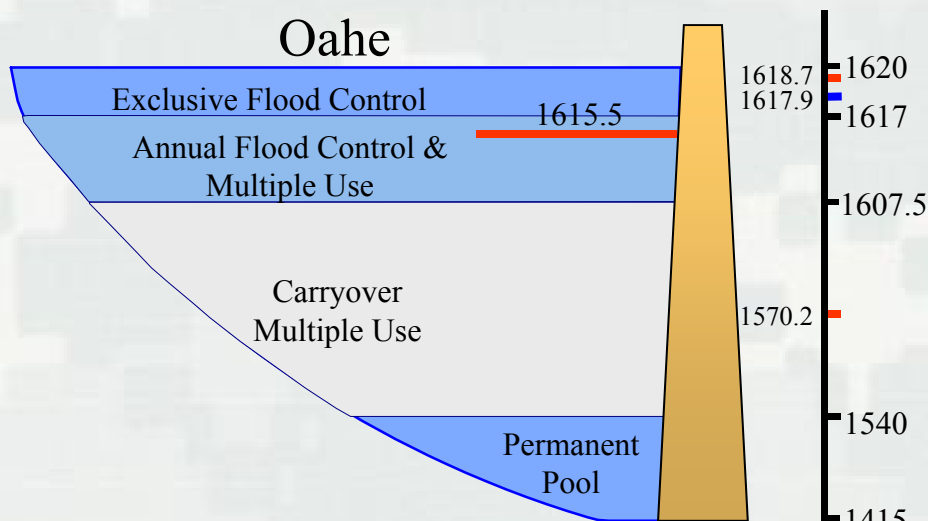 Oahe
Exclusive Flood Control
1615.5
Annual Flood Control &
Multiple Use
Carryover
Multiple Use
Permanent
Pool
1618.7
1617.9
1570.2
1620
1617
1607.5
1540
1415